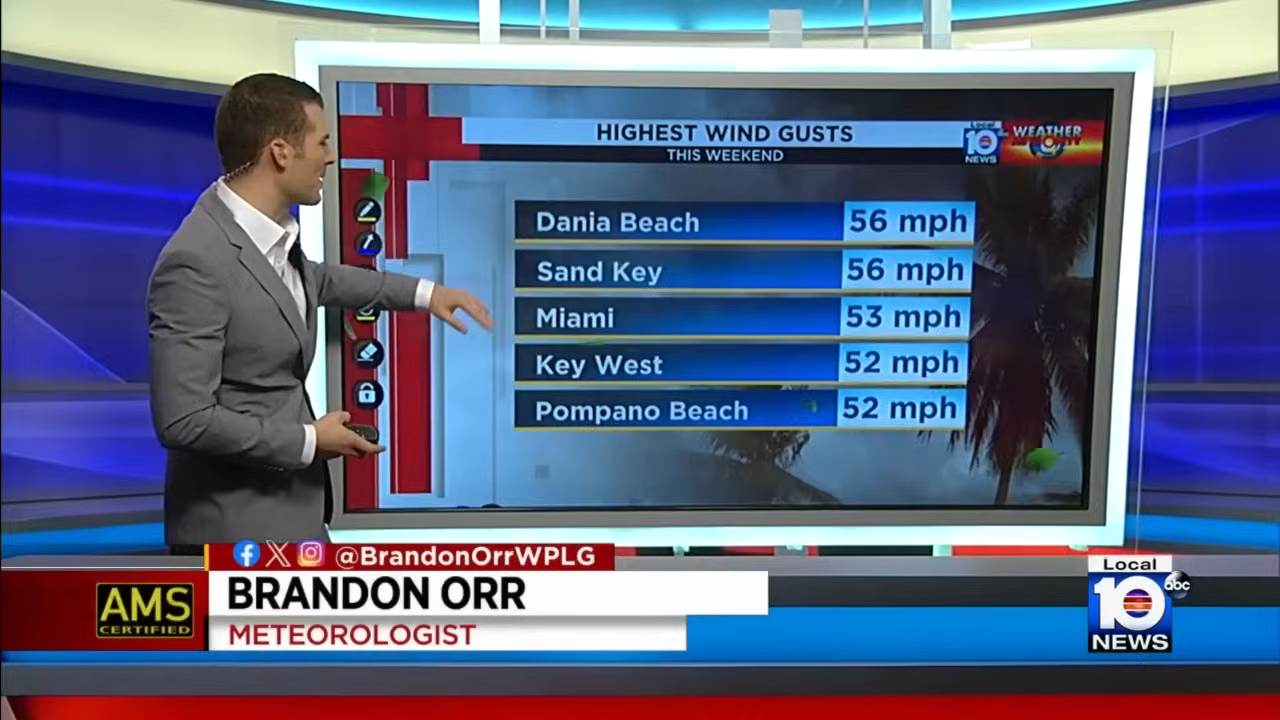 HIGHEST WIND GUSTS
THIS WEEKEND
Local
10
NEWS
WEATHER
Dania Beach 56 mph
Sand Key 56 mph
Miami 53 mph
Key West 52 mph
Pompano Beach 52 mph
@BrandonOrrWPLG
BRANDON ORR
METEOROLOGIST
AMS
CERTIFIED
Local
10
abc
NEWS